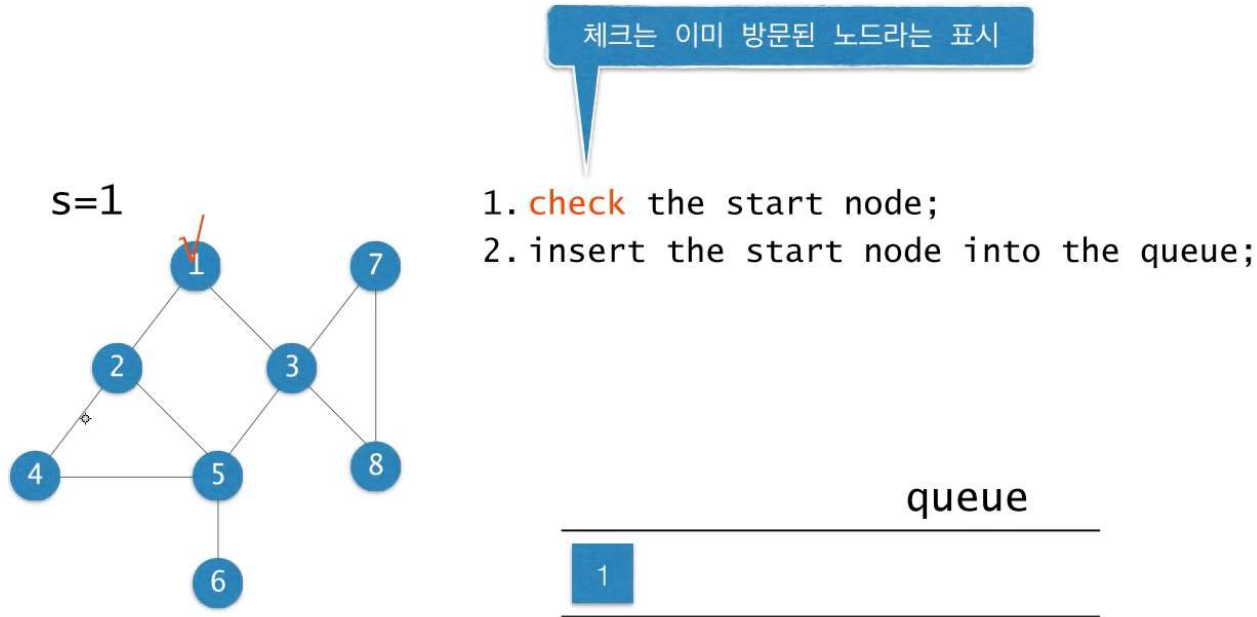 체크는 이미 방문된 노드라는 표시
s=1
1. check the start node;
2. insert the start node into the queue;
1
7
2
3
4
5
8
6
queue
1